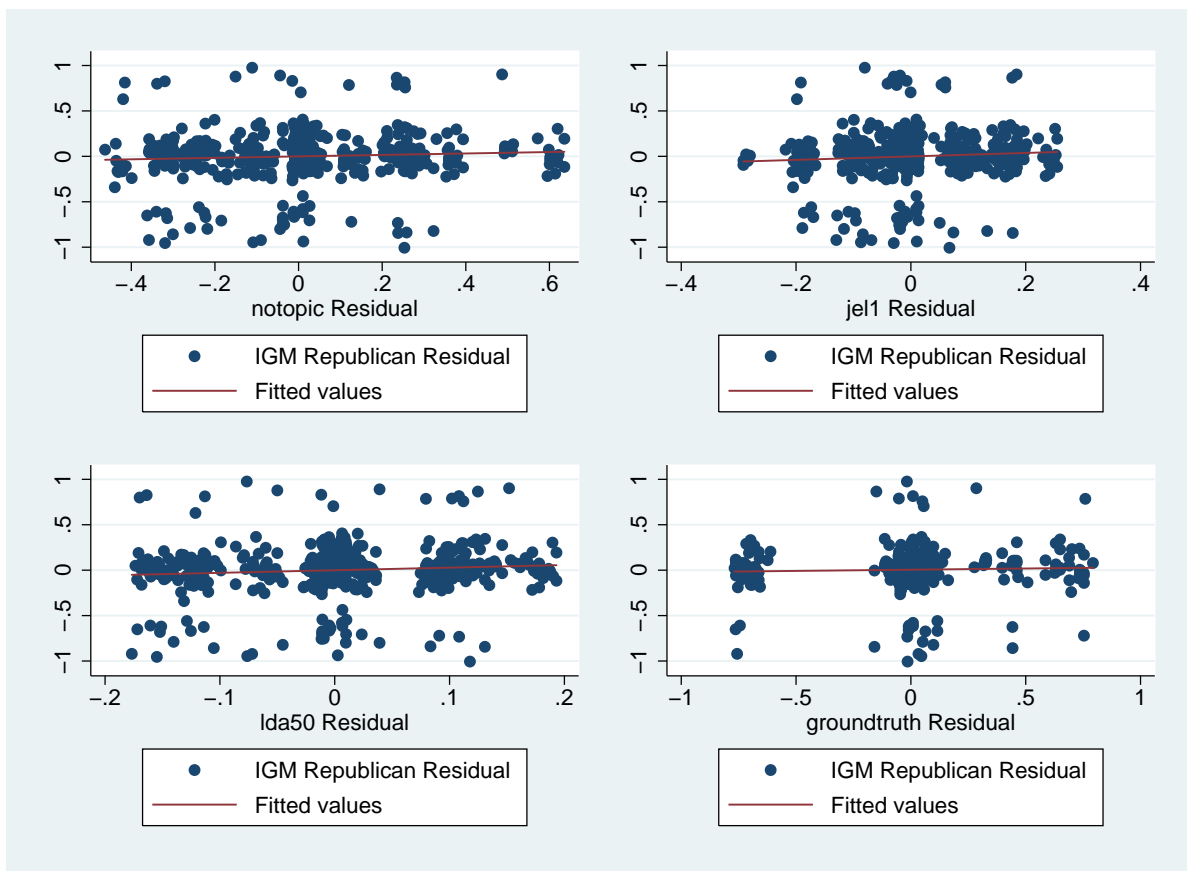 1
.5
0
−.5
−1
−.4 −.2 0 .2 .4 .6
notopic Residual
IGM Republican Residual
Fitted values
1
.5
0
−.5
−1
−.4 −.2 0 .2 .4
jel1 Residual
IGM Republican Residual
Fitted values
1
.5
0
−.5
−1
−.2 −.1 0 .1 .2
lda50 Residual
IGM Republican Residual
Fitted values
1
.5
0
−.5
−1
−1 −.5 0 .5 1
groundtruth Residual
IGM Republican Residual
Fitted values